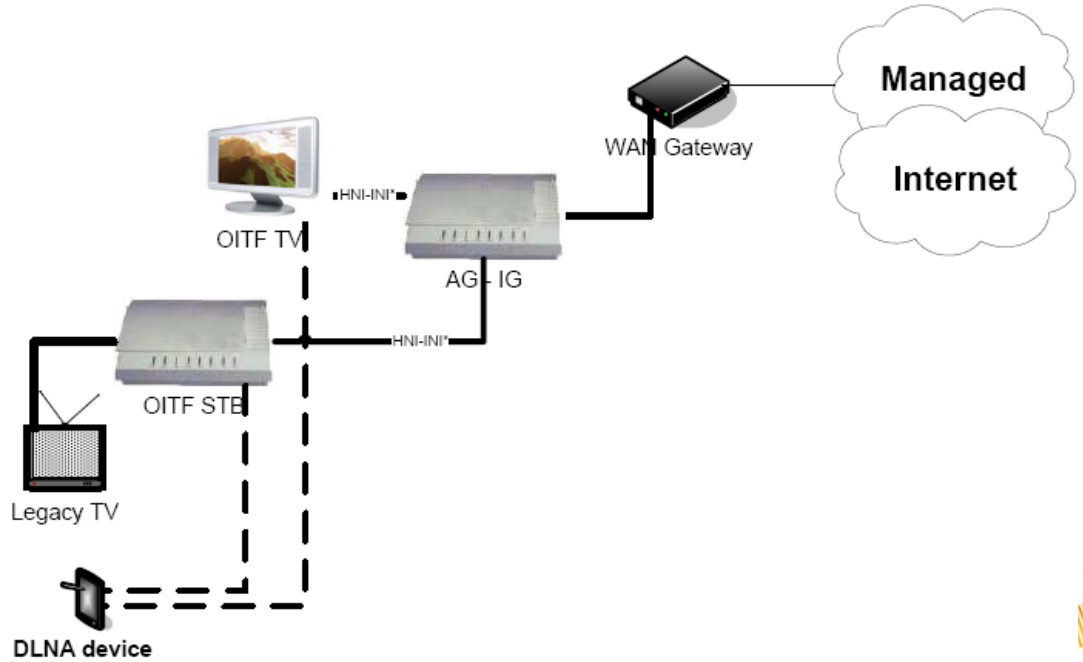 Managed
Internet
WAN Gateway
HNI-INI*
OITF TV
AG - IG
HNI-INI*
OITF STB
Legacy TV
DLNA device